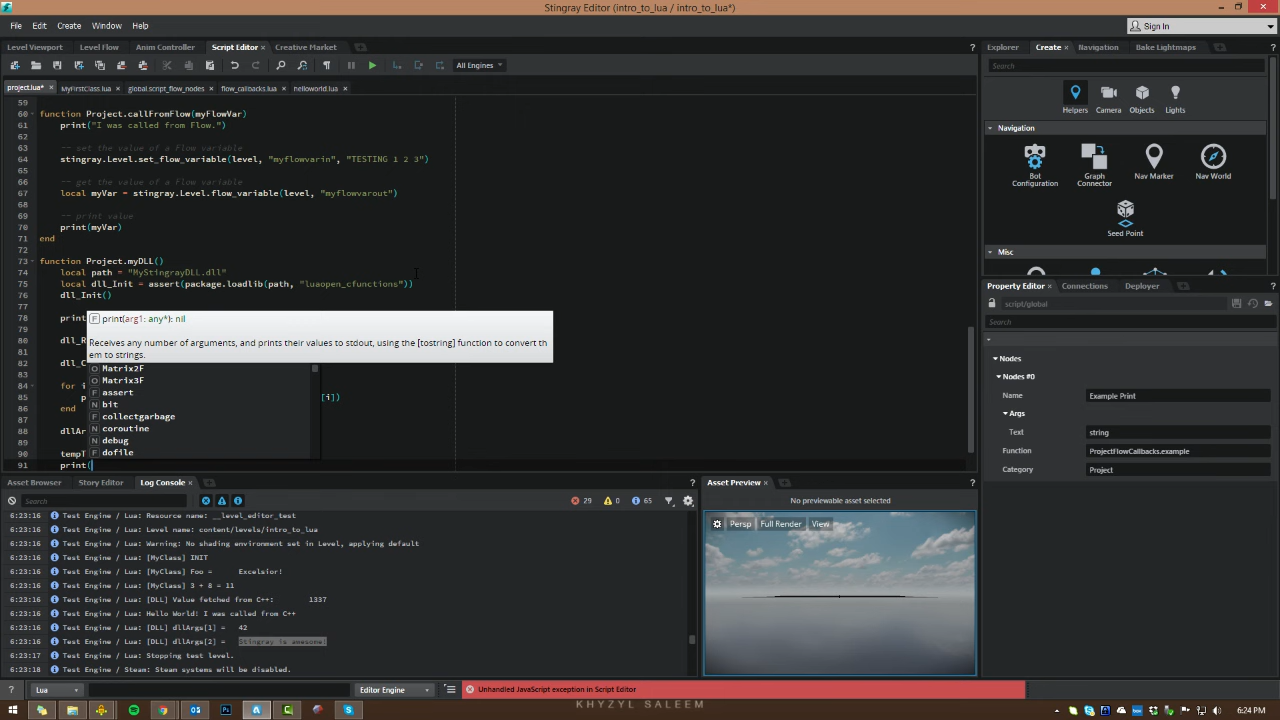 Stingray Editor (intro_to_lua / intro_to_lua*)
File Edit Create Window Help
Sign In
Level Viewport Level Flow Anim Controller Script Editor Creative Market
Explorer Create Navigation Bake Lightmaps
All Engines
Search
project.lua* MyFirstClass.lua global.script_flow_nodes flow_callbacks.lua helloworld.lua
Helpers Camera Objects Lights
59
60 function Project.callFromFlow(myFlowVar)
61 print("I was called from Flow.")
62
63 -- set the value of a Flow variable
64 stingray.Level.set_flow_variable(level, "myflowvarin", "TESTING 1 2 3")
65
66 -- get the value of a Flow variable
67 local myVar = stingray.Level.flow_variable(level, "myflowvarout")
68
69 -- print value
70 print(myVar)
71 end
72
73 function Project.myDLL()
74 local path = "MyStingrayDLL.dll"
75 local dll_Init = assert(package.loadlib(path, "luaopen_cfunctions"))
76 dll_Init()
77
78 print
79
80 dll_R
81
82 dll_C
83
84 for i
85 p [i])
86 end
87
88 dllAr
89
90 tempT
91 print(
print(arg1: any*): nil
Receives any number of arguments, and prints their values to stdout, using the [tostring] function to convert th
em to strings.
O Matrix2F
O Matrix3F
F assert
N bit
F collectgarbage
N coroutine
N debug
F dofile
Navigation
Bot Configuration
Graph Connector
Nav Marker
Nav World
Seed Point
Misc
Property Editor Connections Deployer
script/global
Search
Nodes
Nodes #0
Name Example Print
Args
Text string
Function ProjectFlowCallbacks.example
Category Project
Asset Browser Story Editor Log Console
Search
29 0 65
6:23:16 Test Engine / Lua: Resource name: __level_editor_test
6:23:16 Test Engine / Lua: Level name: content/levels/intro_to_lua
6:23:16 Test Engine / Lua: Warning: No shading environment set in Level, applying default
6:23:16 Test Engine / Lua: [MyClass] INIT
6:23:16 Test Engine / Lua: [MyClass] Foo = Excelsior!
6:23:16 Test Engine / Lua: [MyClass] 3 + 8 = 11
6:23:16 Test Engine / Lua: [DLL] Value fetched from C++: 1337
6:23:16 Test Engine / Lua: Hello World! I was called from C++
6:23:16 Test Engine / Lua: [DLL] dllArgs[1] = 42
6:23:16 Test Engine / Lua: [DLL] dllArgs[2] = Stingray is awesome!
6:23:17 Test Engine / Lua: Stopping test level.
6:23:18 Test Engine / Lua: Steam: Steam systems will be disabled.
Asset Preview
No previewable asset selected
Persp Full Render View
? Lua Editor Engine Unhandled JavaScript exception in Script Editor
KHYZYL SALEEM
6:24 PM